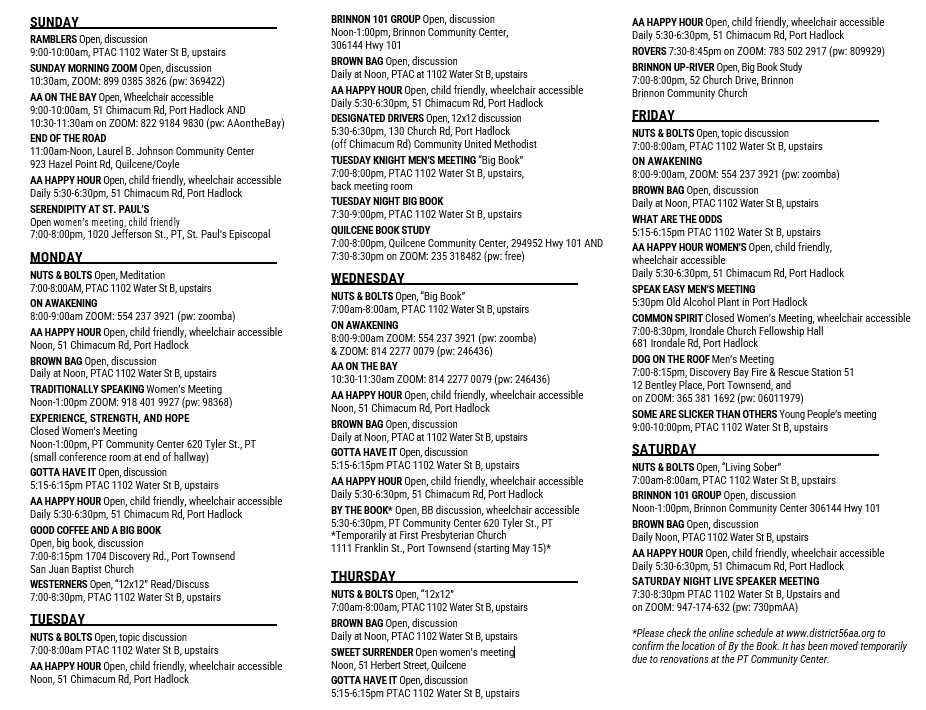 SUNDAY
RAMBLERS Open, discussion
9:00-10:00am, PTAC 1102 Water St B, upstairs
SUNDAY MORNING ZOOM Open, discussion
10:30am, ZOOM: 899 0385 3826 (pw: 369422)
AA ON THE BAY Open, Wheelchair accessible
9:00-10:00am, 51 Chimacum Rd, Port Hadlock AND
10:30-11:30am on ZOOM: 822 9184 9830 (pw: AAontheBay)
END OF THE ROAD
11:00am-Noon, Laurel B. Johnson Community Center
923 Hazel Point Rd, Quilcene/Coyle
AA HAPPY HOUR Open, child friendly, wheelchair accessible
Daily 5:30-6:30pm, 51 Chimacum Rd, Port Hadlock
SERENDIPITY AT ST. PAUL'S
Open women's meeting, child friendly
7:00-8:00pm, 1020 Jefferson St., PT, St. Paul's Episcopal
MONDAY
NUTS & BOLTS Open, Meditation
7:00-8:00AM, PTAC 1102 Water St B, upstairs
ON AWAKENING
8:00-9:00am ZOOM: 554 237 3921 (pw: zoomba)
AA HAPPY HOUR Open, child friendly, wheelchair accessible
Noon, 51 Chimacum Rd, Port Hadlock
BROWN BAG Open, discussion
Daily at Noon, PTAC 1102 Water St B, upstairs
TRADITIONALLY SPEAKING Women's Meeting
Noon-1:00pm ZOOM: 918 401 9927 (pw: 98368)
EXPERIENCE, STRENGTH, AND HOPE
Closed Women's Meeting
Noon-1:00pm, PT Community Center 620 Tyler St., PT
(small conference room at end of hallway)
GOTTA HAVE IT Open, discussion
5:15-6:15pm PTAC 1102 Water St B, upstairs
AA HAPPY HOUR Open, child friendly, wheelchair accessible
Daily 5:30-6:30pm, 51 Chimacum Rd, Port Hadlock
GOOD COFFEE AND A BIG BOOK
Open, big book, discussion
7:00-8:15pm 1704 Discovery Rd., Port Townsend
San Juan Baptist Church
WESTERNERS Open, "12x12" Read/Discuss
7:00-8:30pm, PTAC 1102 Water St B, upstairs
TUESDAY
NUTS & BOLTS Open, topic discussion
7:00-8:00am PTAC 1102 Water St B, upstairs
AA HAPPY HOUR Open, child friendly, wheelchair accessible
Noon, 51 Chimacum Rd, Port Hadlock
BRINNON 101 GROUP Open, discussion
Noon-1:00pm, Brinnon Community Center,
306144 Hwy 101
BROWN BAG Open, discussion
Daily at Noon, PTAC at 1102 Water St B, upstairs
AA HAPPY HOUR Open, child friendly, wheelchair accessible
Daily 5:30-6:30pm, 51 Chimacum Rd, Port Hadlock
DESIGNATED DRIVERS Open, 12x12 discussion
5:30-6:30pm, 130 Church Rd, Port Hadlock
(off Chimacum Rd) Community United Methodist
TUESDAY KNIGHT MEN'S MEETING "Big Book"
7:00-8:00pm, PTAC 1102 Water St B, upstairs,
back meeting room
TUESDAY NIGHT BIG BOOK
7:30-9:00pm, PTAC 1102 Water St B, upstairs
QUILCENE BOOK STUDY
7:00-8:00pm, Quilcene Community Center, 294952 Hwy 101 AND
7:30-8:30pm on ZOOM: 235 318482 (pw: free)
WEDNESDAY
NUTS & BOLTS Open, "Big Book"
7:00am-8:00am, PTAC 1102 Water St B, upstairs
ON AWAKENING
8:00-9:00am ZOOM: 554 237 3921 (pw: zoomba)
& ZOOM: 814 2277 0079 (pw: 246436)
AA ON THE BAY
10:30-11:30am ZOOM: 814 2277 0079 (pw: 246436)
AA HAPPY HOUR Open, child friendly, wheelchair accessible
Noon, 51 Chimacum Rd, Port Hadlock
BROWN BAG Open, discussion
Daily at Noon, PTAC at 1102 Water St B, upstairs
GOTTA HAVE IT Open, discussion
5:15-6:15pm PTAC 1102 Water St B, upstairs
AA HAPPY HOUR Open, child friendly, wheelchair accessible
Daily 5:30-6:30pm, 51 Chimacum Rd, Port Hadlock
BY THE BOOK* Open, BB discussion, wheelchair accessible
5:30-6:30pm, PT Community Center 620 Tyler St., PT
*Temporarily at First Presbyterian Church
1111 Franklin St., Port Townsend (starting May 15)*
THURSDAY
NUTS & BOLTS Open, "12x12"
7:00am-8:00am, PTAC 1102 Water St B, upstairs
BROWN BAG Open, discussion
Daily at Noon, PTAC 1102 Water St B, upstairs
SWEET SURRENDER Open women's meeting
Noon, 51 Herbert Street, Quilcene
GOTTA HAVE IT Open, discussion
5:15-6:15pm PTAC 1102 Water St B, upstairs
AA HAPPY HOUR Open, child friendly, wheelchair accessible
Daily 5:30-6:30pm, 51 Chimacum Rd, Port Hadlock
ROVERS 7:30-8:45pm on ZOOM: 783 502 2917 (pw: 809929)
BRINNON UP-RIVER Open, Big Book Study
7:00-8:00pm, 52 Church Drive, Brinnon
Brinnon Community Church
FRIDAY
NUTS & BOLTS Open, topic discussion
7:00-8:00am, PTAC 1102 Water St B, upstairs
ON AWAKENING
8:00-9:00am, ZOOM: 554 237 3921 (pw: zoomba)
BROWN BAG Open, discussion
Daily at Noon, PTAC 1102 Water St B, upstairs
WHAT ARE THE ODDS
5:15-6:15pm PTAC 1102 Water St B, upstairs
AA HAPPY HOUR WOMEN'S Open, child friendly,
wheelchair accessible
Daily 5:30-6:30pm, 51 Chimacum Rd, Port Hadlock
SPEAK EASY MEN'S MEETING
5:30pm Old Alcohol Plant in Port Hadlock
COMMON SPIRIT Closed Women's Meeting, wheelchair accessible
7:00-8:30pm, Irondale Church Fellowship Hall
681 Irondale Rd, Port Hadlock
DOG ON THE ROOF Men's Meeting
7:00-8:15pm, Discovery Bay Fire & Rescue Station 51
12 Bentley Place, Port Townsend, and
on ZOOM: 365 381 1692 (pw: 06011979)
SOME ARE SLICKER THAN OTHERS Young People's meeting
9:00-10:00pm, PTAC 1102 Water St B, upstairs
SATURDAY
NUTS & BOLTS Open, "Living Sober"
7:00am-8:00am, PTAC 1102 Water St B, upstairs
BRINNON 101 GROUP Open, discussion
Noon-1:00pm, Brinnon Community Center 306144 Hwy 101
BROWN BAG Open, discussion
Daily Noon, PTAC 1102 Water St B, upstairs
AA HAPPY HOUR Open, child friendly, wheelchair accessible
Daily 5:30-6:30pm, 51 Chimacum Rd, Port Hadlock
SATURDAY NIGHT LIVE SPEAKER MEETING
7:30-8:30pm PTAC 1102 Water St B, Upstairs and
on ZOOM: 947-174-632 (pw: 730pmAA)
*Please check the online schedule at www.district56aa.org to
confirm the location of By the Book. It has been moved temporarily
due to renovations at the PT Community Center.